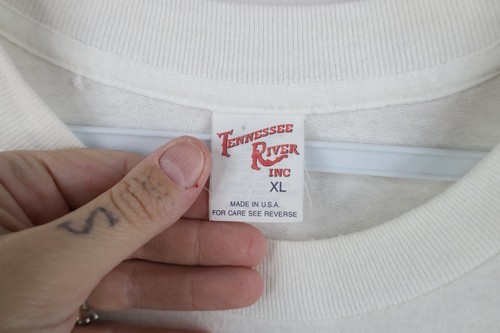 TENNESSEE
RIVER
INC
XL
MADE IN U.S.A.
FOR CARE SEE REVERSE